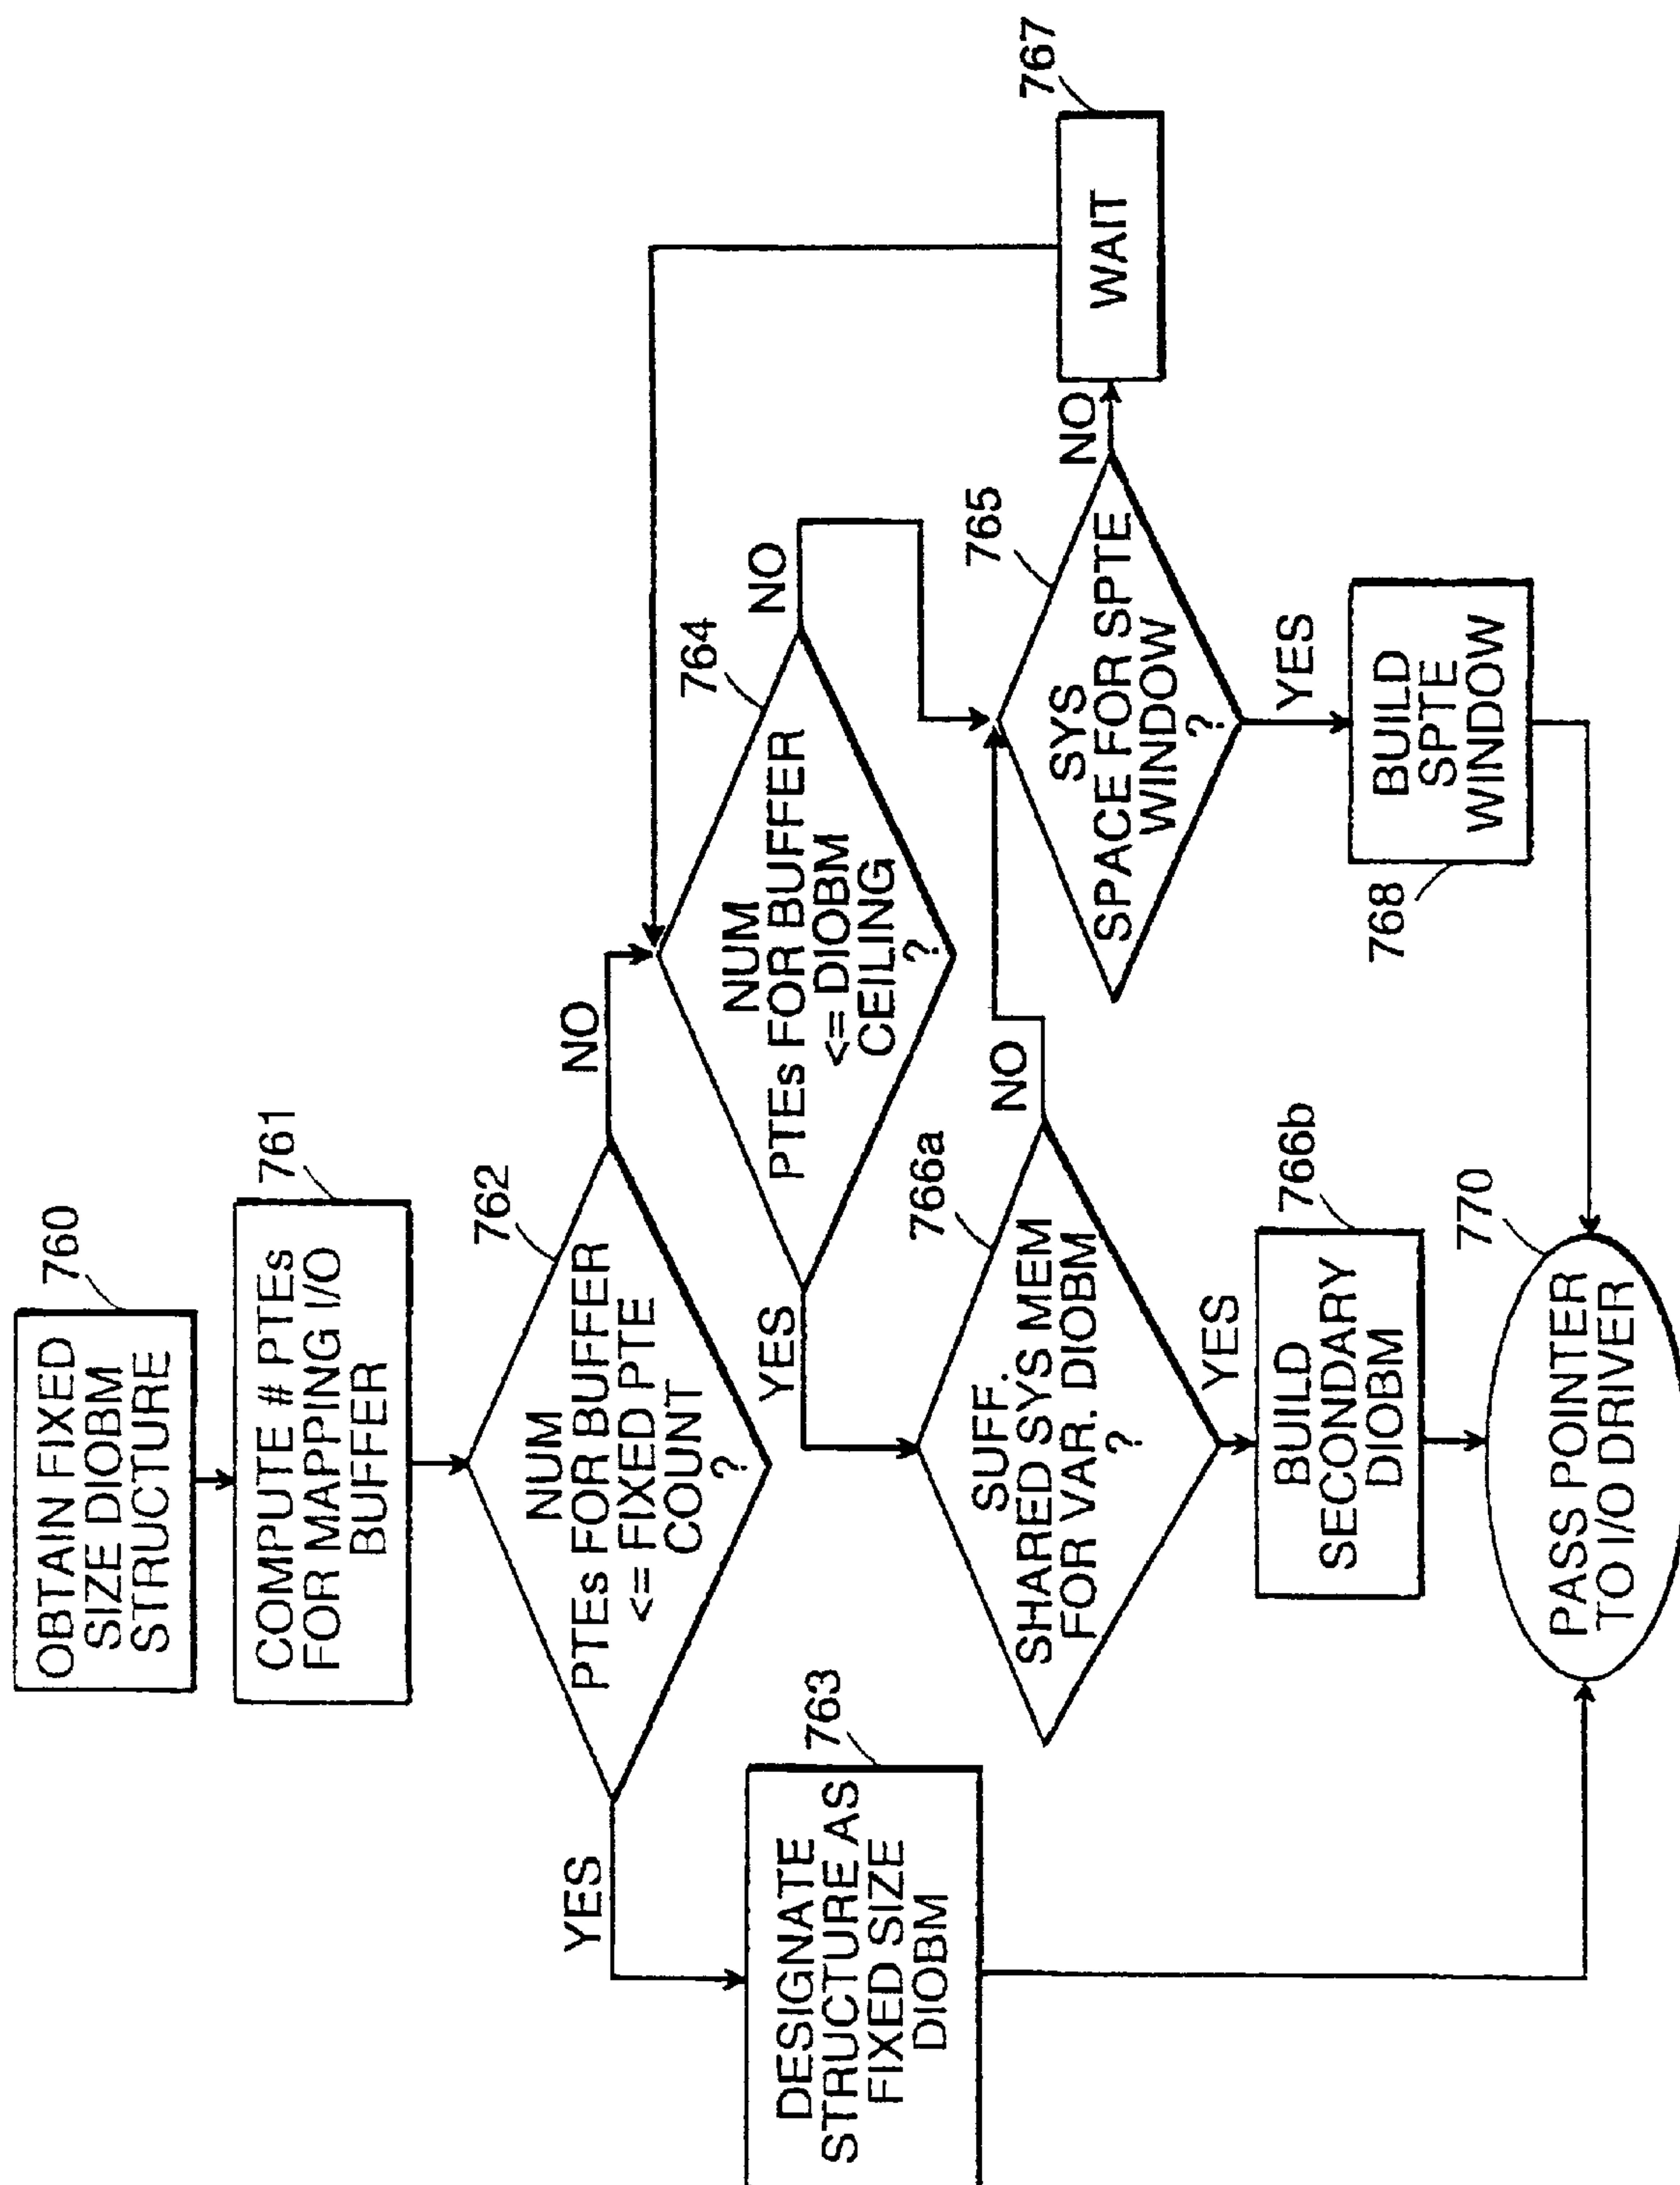 760
OBTAIN FIXED
SIZE DIOBM
STRUCTURE
761
COMPUTE # PTEs
FOR MAPPING I/O
BUFFER
762
NUM
PTEs FOR BUFFER
<= FIXED PTE
COUNT
?
YES
NO
763
DESIGNATE
STRUCTURE AS
FIXED SIZE
DIOBM
764
NUM
PTEs FOR BUFFER
<= DIOBM
CEILING
?
YES
NO
766a
SUFF.
SHARED SYS MEM
FOR VAR. DIOBM
?
NO
YES
765
SYS
SPACE FOR SPTE
WINDOW
?
NO
YES
767
WAIT
766b
BUILD
SECONDARY
DIOBM
768
BUILD
SPTE
WINDOW
770
PASS POINTER
TO I/O DRIVER